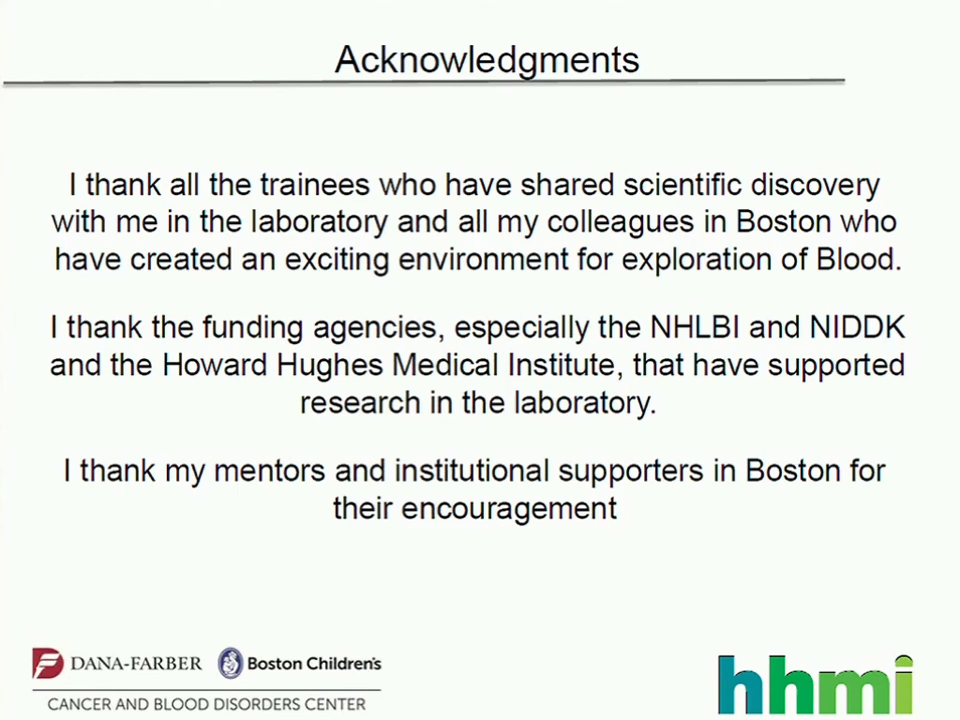 Acknowledgments
I thank all the trainees who have shared scientific discovery
with me in the laboratory and all my colleagues in Boston who
have created an exciting environment for exploration of Blood.
I thank the funding agencies, especially the NHLBI and NIDDK
and the Howard Hughes Medical Institute, that have supported
research in the laboratory.
I thank my mentors and institutional supporters in Boston for
their encouragement
DANA-FARBER Boston Children's
CANCER AND BLOOD DISORDERS CENTER
hhmi